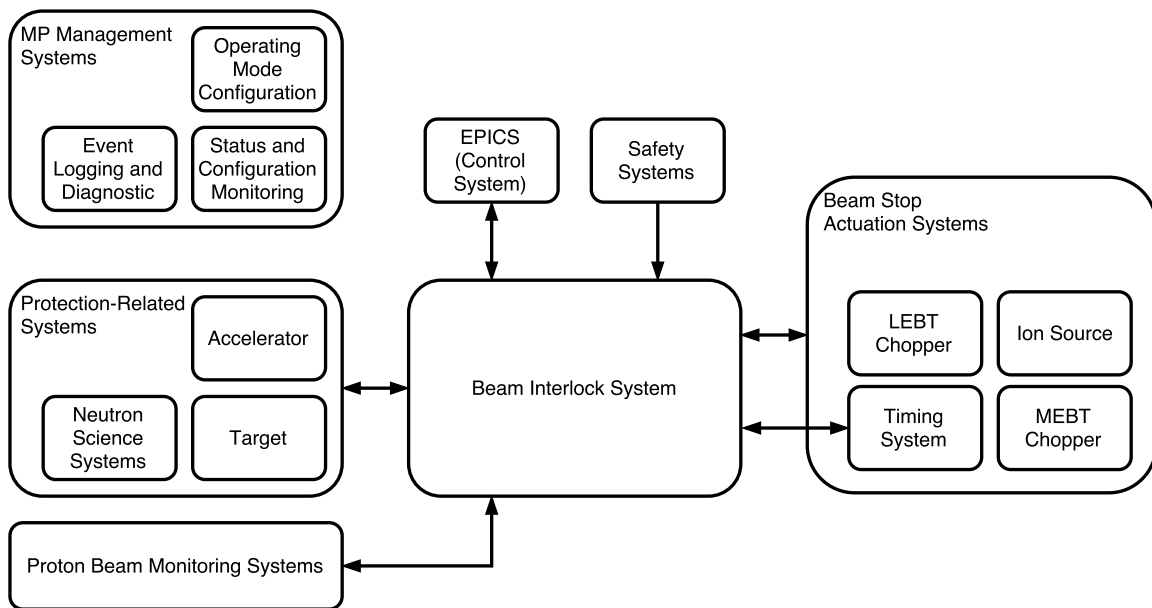 MP Management
Systems
Operating
Mode
Configuration
Event
Logging and
Diagnostic
Status and
Configuration
Monitoring
EPICS
(Control
System)
Safety
Systems
Beam Stop
Actuation Systems
LEBT
Chopper
Ion Source
Timing
System
MEBT
Chopper
Protection-Related
Systems
Accelerator
Neutron
Science
Systems
Target
Beam Interlock System
Proton Beam Monitoring Systems